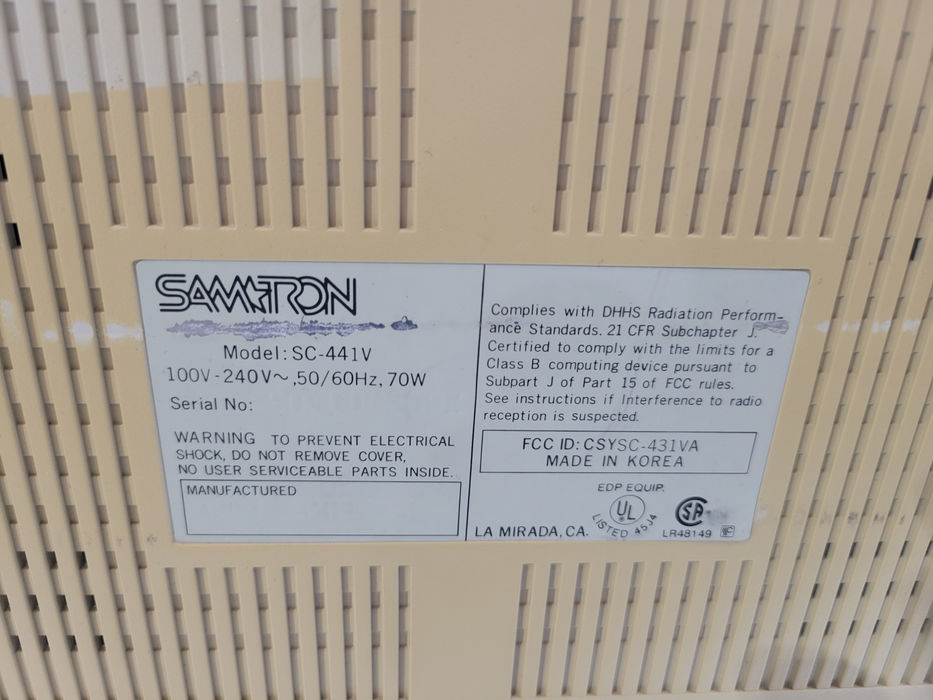 SAMTRON
Model: SC-441V
100V-240V~,50/60Hz, 70W
Serial No:
WARNING TO PREVENT ELECTRICAL
SHOCK, DO NOT REMOVE COVER,
NO USER SERVICEABLE PARTS INSIDE.
MANUFACTURED
Complies with DHHS Radiation Perform-
ance Standards. 21 CFR Subchapter J.
Certified to comply with the limits for a
Class B computing device pursuant to
Subpart J of Part 15 of FCC rules.
See instructions if Interference to radio
reception is suspected.
FCC ID: CSYSC-431VA
MADE IN KOREA
EDP EQUIP.
UL
LISTED 45J4
LA MIRADA, CA.
SA
LR48149